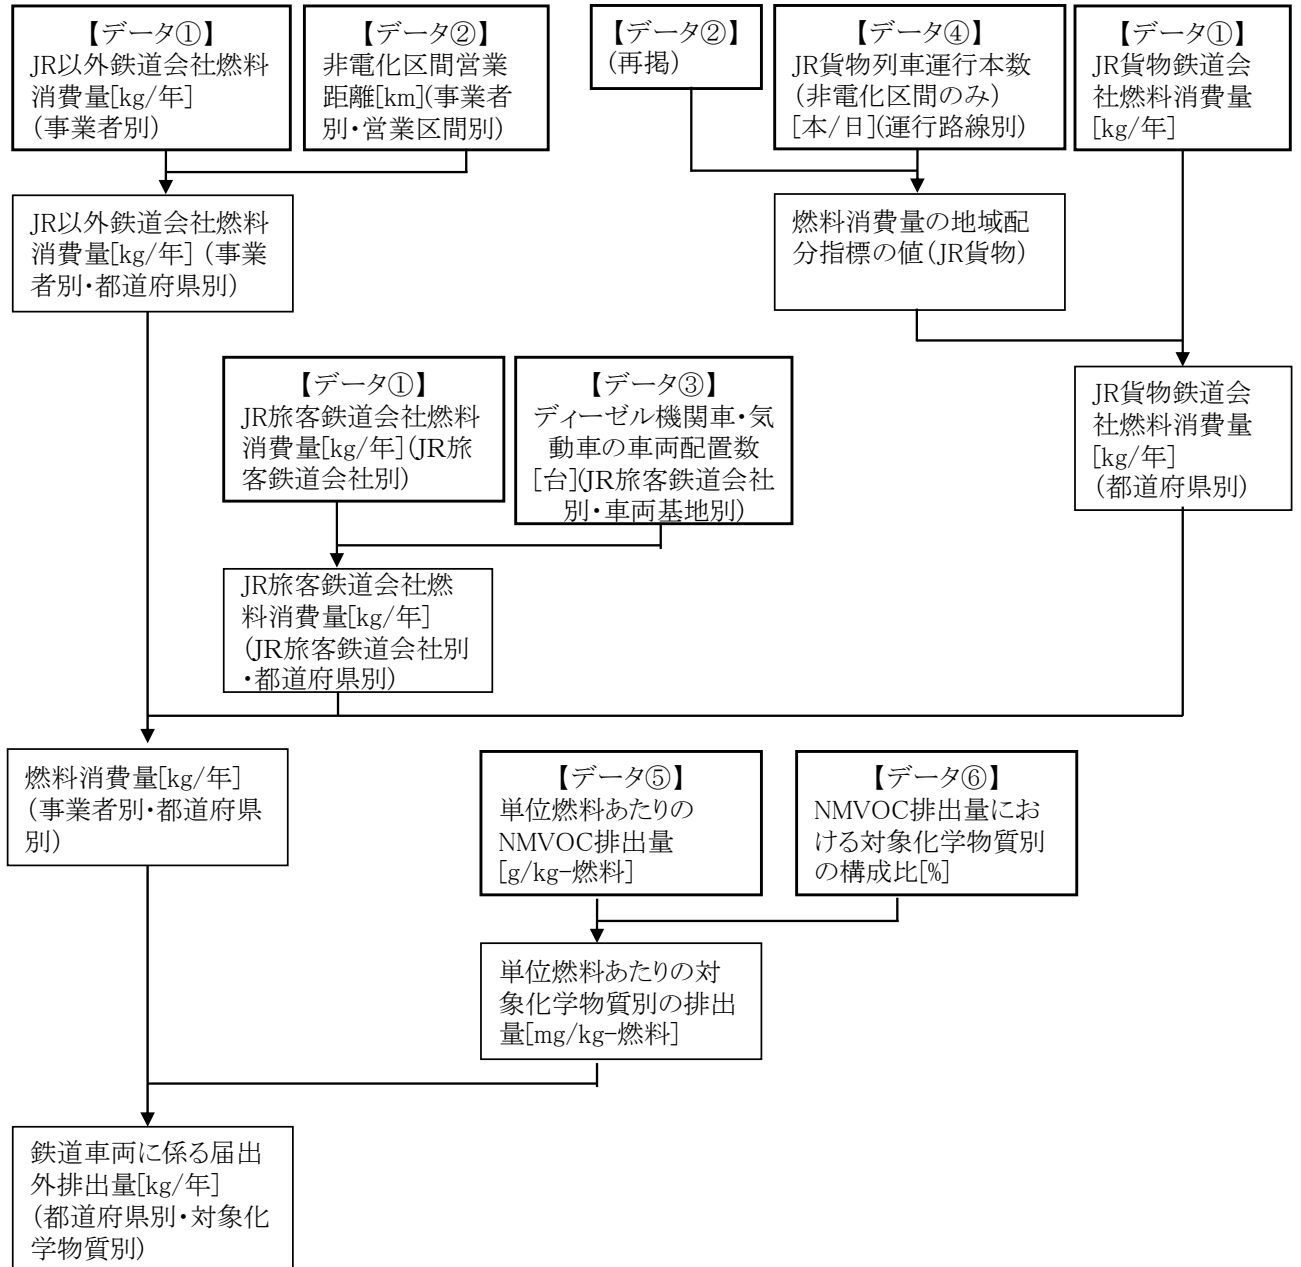 【データ①】
JR以外鉄道会社燃料
消費量[kg/年]
(事業者別)
【データ②】
非電化区間営業
距離[km](事業者
別・営業区間別)
【データ②】
(再掲)
【データ④】
JR貨物列車運行本数
(非電化区間のみ)
[本/日](運行路線別)
【データ①】
JR貨物鉄道会
社燃料消費量
[kg/年]
JR以外鉄道会社燃料
消費量[kg/年] (事業
者別・都道府県別)
燃料消費量の地域配
分指標の値(JR貨物)
【データ①】
JR旅客鉄道会社燃料
消費量[kg/年](JR旅
客鉄道会社別)
【データ③】
ディーゼル機関車・気
動車の車両配置数
[台](JR旅客鉄道会社
別・車両基地別)
JR貨物鉄道会
社燃料消費量
[kg/年]
(都道府県別)
JR旅客鉄道会社燃
料消費量[kg/年]
(JR旅客鉄道会社別
・都道府県別)
燃料消費量[kg/年]
(事業者別・都道府県
別)
【データ⑤】
単位燃料あたりの
NMVOC排出量
[g/kg-燃料]
【データ⑥】
NMVOC排出量にお
ける対象化学物質別
の構成比[%]
単位燃料あたりの対
象化学物質別の排出
量[mg/kg-燃料]
鉄道車両に係る届出
外排出量[kg/年]
(都道府県別・対象化
学物質別)